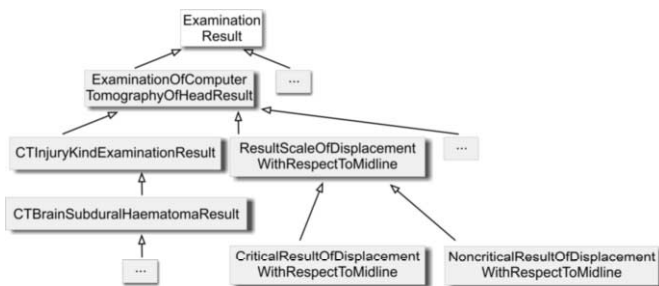 Examination
Result
ExaminationOfComputer
TomographyOfHeadResult
...
CTInjuryKindExaminationResult
ResultScaleOfDisplacement
WithRespectToMidline
...
CTBrainSubduralHaematomaResult
...
CriticalResultOfDisplacement
WithRespectToMidline
NoncriticalResultOfDisplacement
WithRespectToMidline